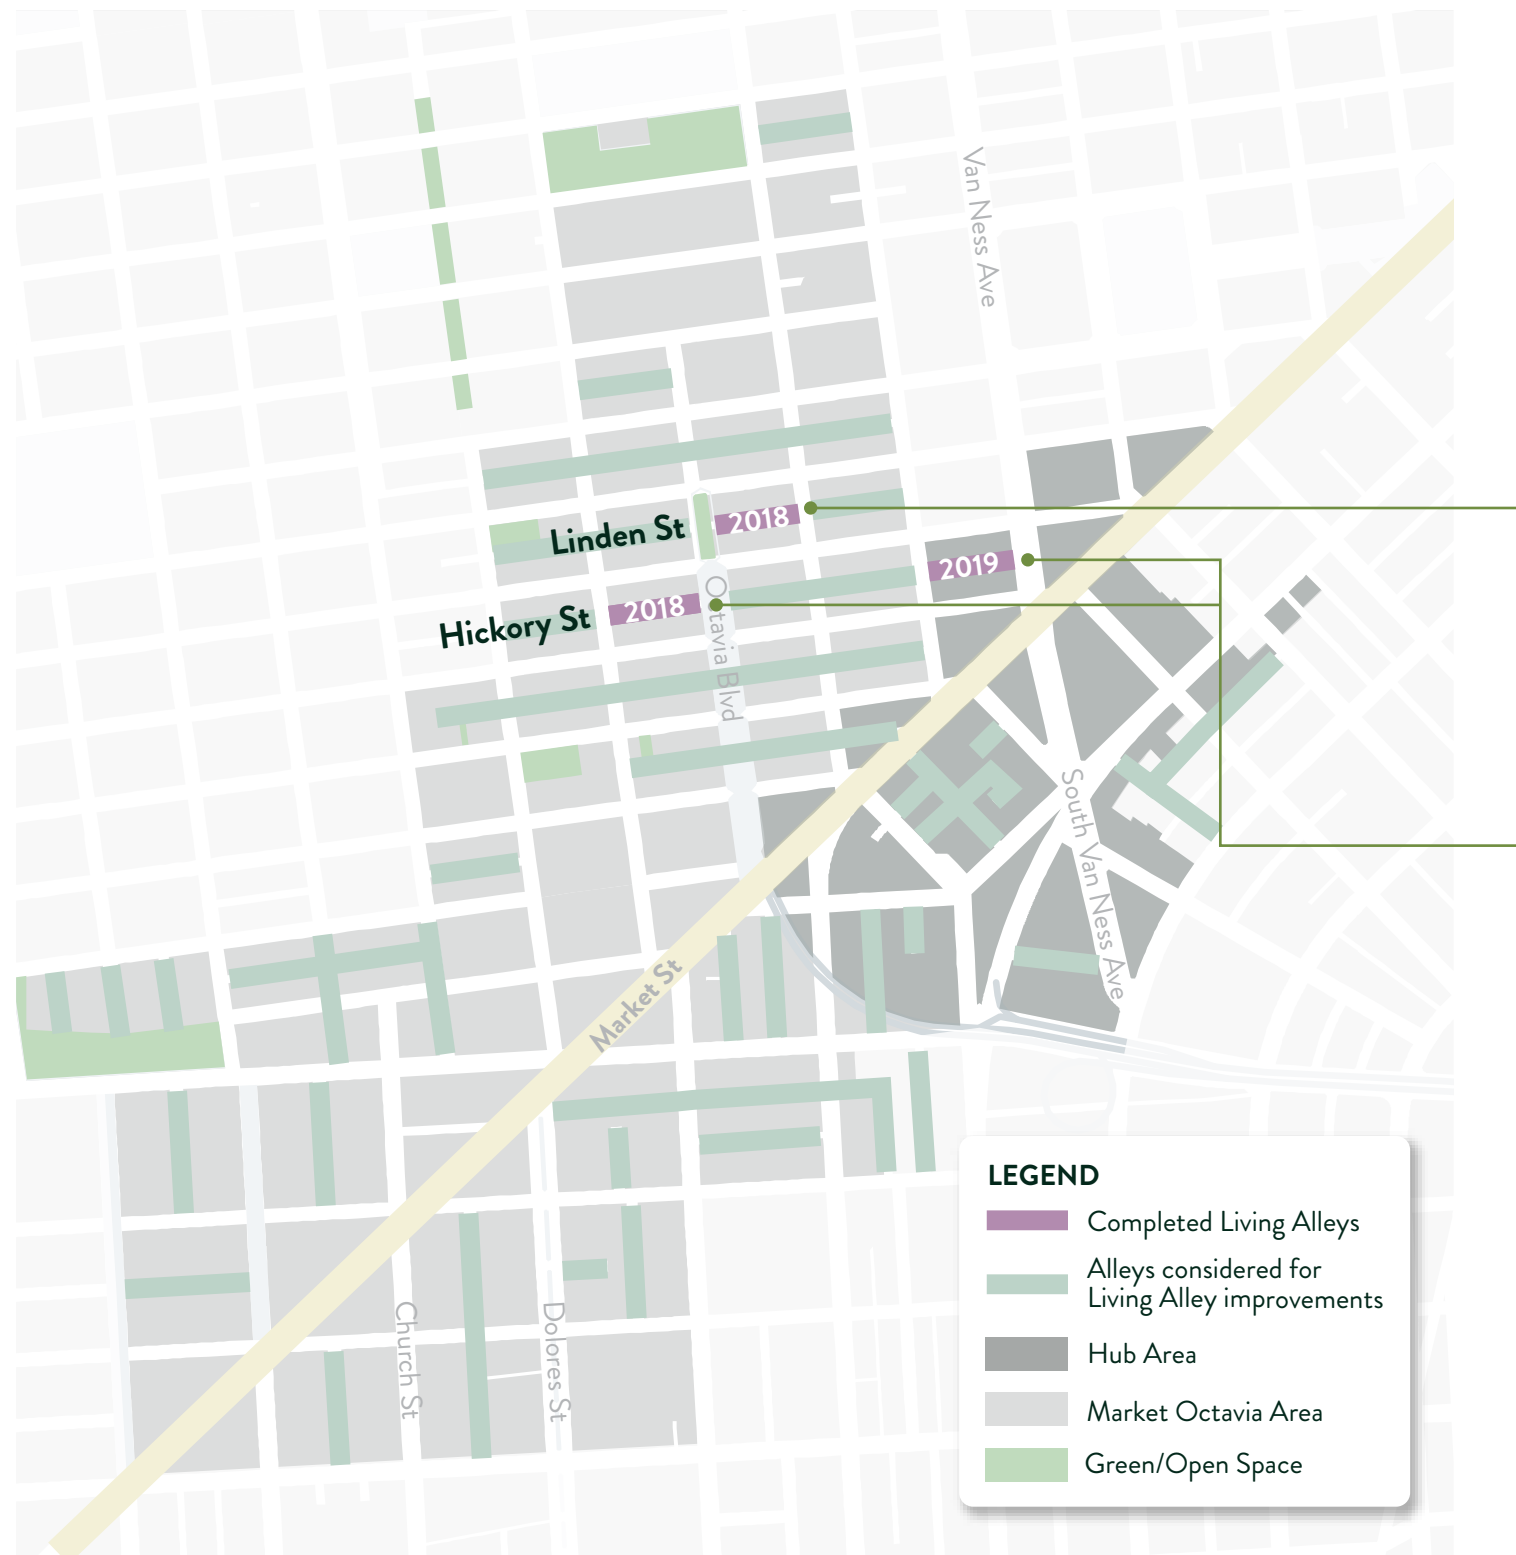 Van Ness Ave
Linden St
2018
2019
Hickory St
2018
Octavia Blvd
South Van Ness Ave
Market St
Church St
Dolores St
LEGEND
Completed Living Alleys
Alleys considered for
Living Alley improvements
Hub Area
Market Octavia Area
Green/Open Space